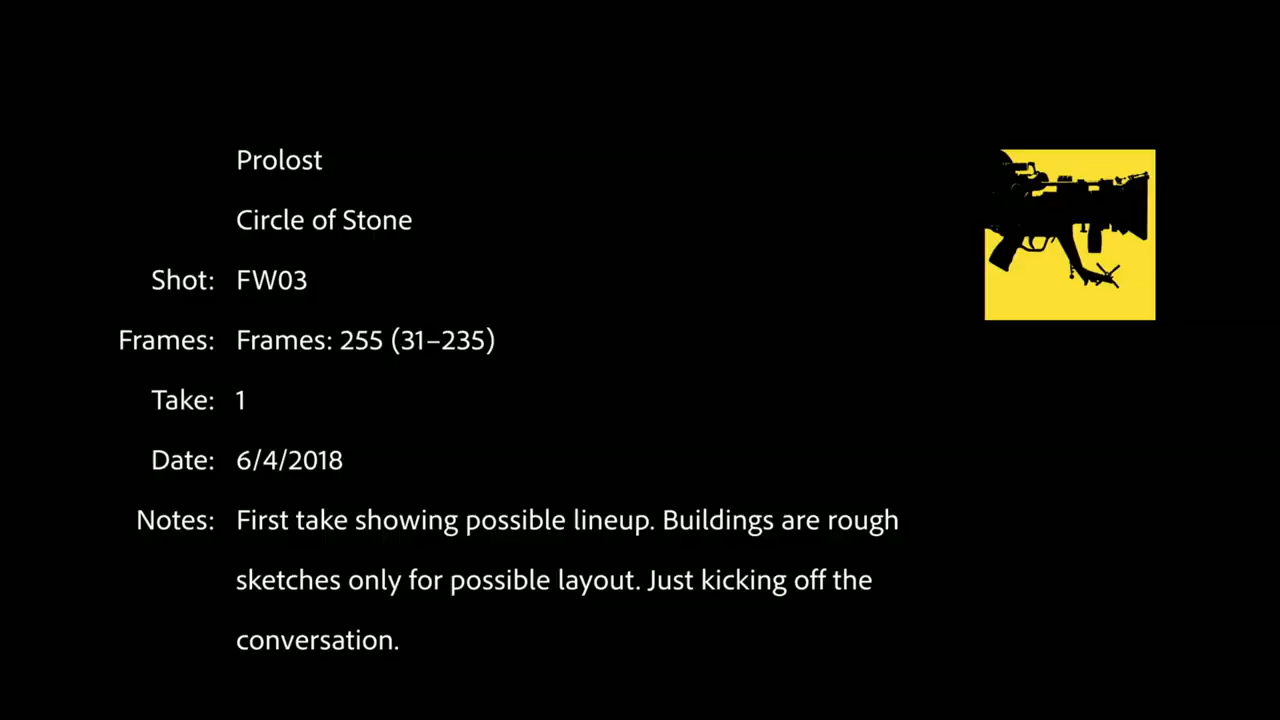 Prolost
Circle of Stone
Shot: FW03
Frames: Frames: 255 (31–235)
Take: 1
Date: 6/4/2018
Notes: First take showing possible lineup. Buildings are rough
sketches only for possible layout. Just kicking off the
conversation.